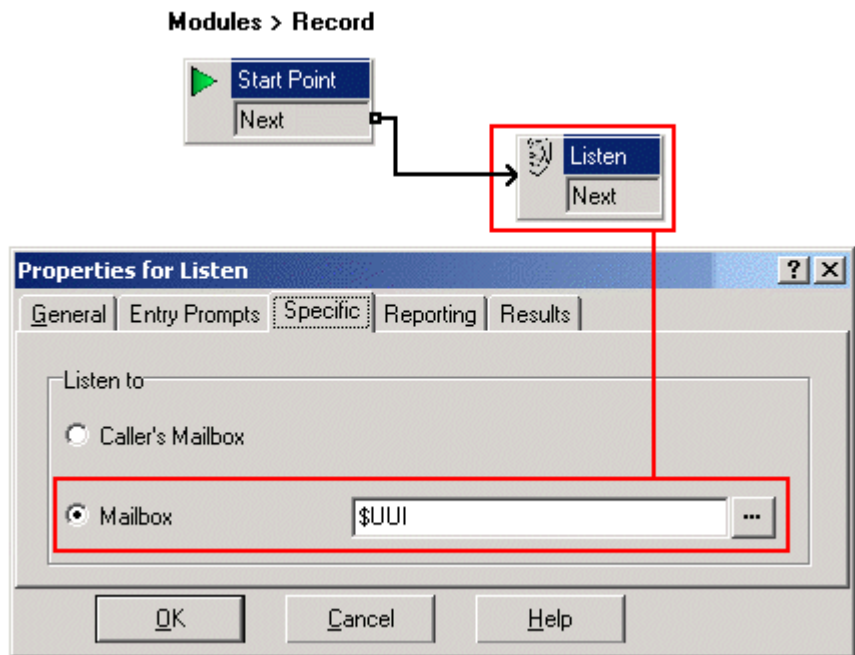 Modules > Record
Start Point
Next
Listen
Next
Properties for Listen
General Entry Prompts Specific Reporting Results
Listen to
Caller's Mailbox
Mailbox $UUI ...
OK Cancel Help